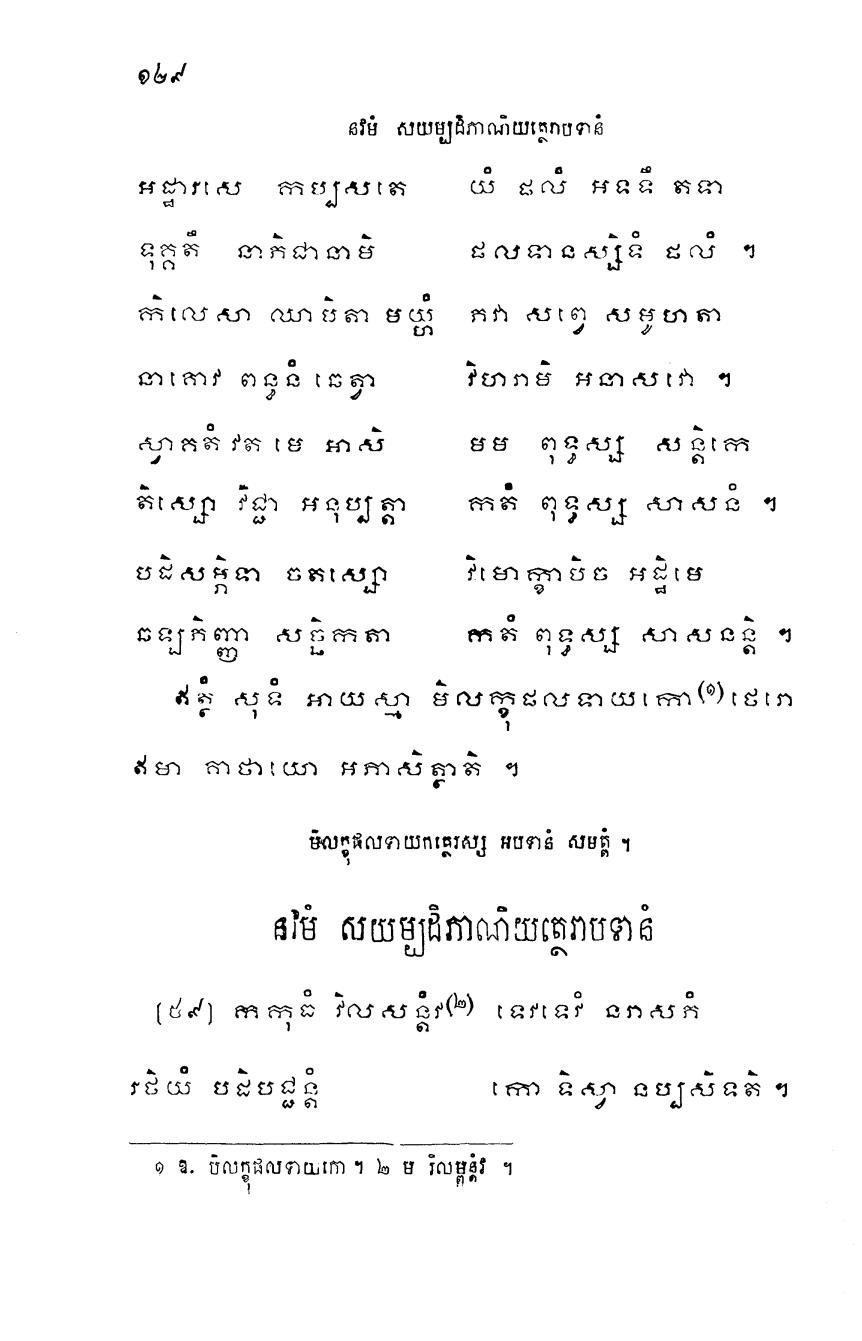 ១២៩
នវមំ សយម្បដិភាណិយត្ថេរាបទានំ
អដ្ឋារសេ កប្បសតេ យំ ផលំ អទទឹ តទា
ទុគ្គតឹ នាភិជានាមិ ផលទានស្សិទំ ផលំ ។
កិលេសា ឈាបិតា មយ្ហំ ភវា សព្វេ សមូហតា
នាគោវ ពន្ធនំ ឆេត្វា វិហរាមិ អនាសវោ ។
ស្វាគតំ វត មេ អាសិ មម ពុទ្ធស្ស សន្តិកេ
តិស្សោ វិជ្ជា អនុប្បត្តា កតំ ពុទ្ធស្ស សាសនំ ។
បដិសម្ភិទា ចតស្សោ វិមោក្ខាបិច អដ្ឋិមេ
ឆឡភិញ្ញា សច្ឆិកតា កតំ ពុទ្ធស្ស សាសនន្តិ ។
ឥត្ថំ សុទំ អាយស្មា មិលក្ខុផលទាយកោ(១) ថេរោ
ឥមា គាថាយោ អភាសិត្ថាតិ ។
មិលក្ខុផលទាយកត្ថេរស្ស អបទានំ សមត្តំ ។
នវមំ សយម្បដិភាណិយត្ថេរាបទានំ
[៥៩] កកុធំ វិលសន្តំវ(២) ទេវទេវំ នរាសភំ
រថិយំ បដិបជ្ជន្តំ កោ ទិស្វា នប្បសីទតិ ។
១ ឱ. បិលក្ខុផលទាយកោ ។ ២ ម វិលម្ពន្តំវ ។